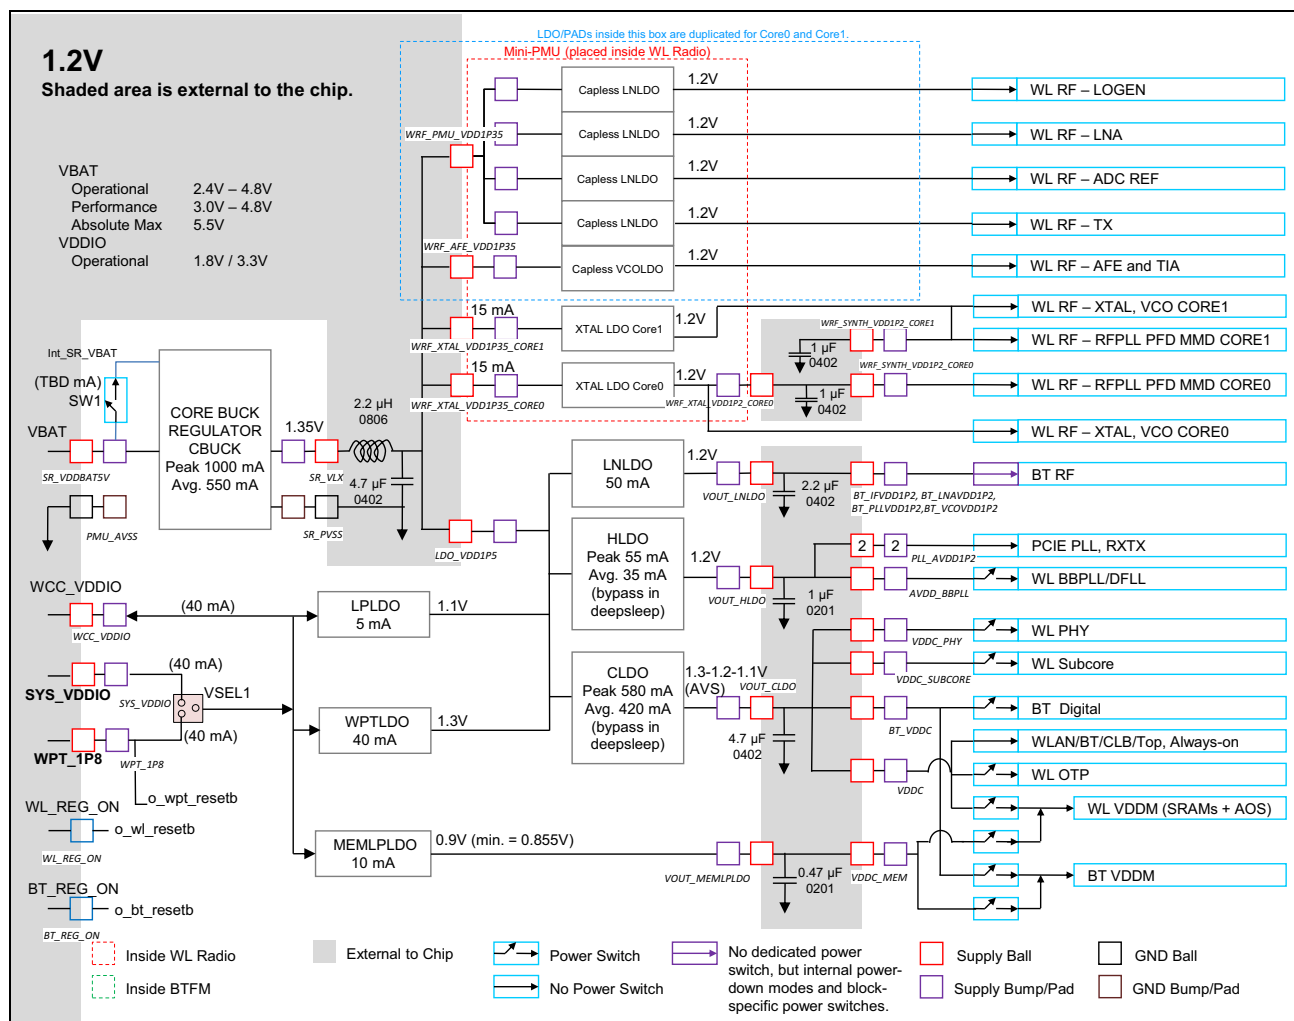 LDO/PADs inside this box are duplicated for Core0 and Core1.
Mini-PMU (placed inside WL Radio)
1.2V
Shaded area is external to the chip.
VBAT
Operational 2.4V – 4.8V
Performance 3.0V – 4.8V
Absolute Max 5.5V
VDDIO
Operational 1.8V / 3.3V
WRF_PMU_VDD1P35
Capless LNLDO
1.2V
WL RF – LOGEN
Capless LNLDO
1.2V
WL RF – LNA
Capless LNLDO
1.2V
WL RF – ADC REF
Capless LNLDO
1.2V
WL RF – TX
WRF_AFE_VDD1P35
Capless VCOLDO
1.2V
WL RF – AFE and TIA
15 mA
WRF_XTAL_VDD1P35_CORE1
XTAL LDO Core1
1.2V
WL RF – XTAL, VCO CORE1
WRF_SYNTH_VDD1P2_CORE1
1 µF
0402
WL RF – RFPLL PFD MMD CORE1
15 mA
WRF_XTAL_VDD1P35_CORE0
XTAL LDO Core0
1.2V
WRF_XTAL_VDD1P2_CORE0
WRF_SYNTH_VDD1P2_CORE0
1 µF
0402
WL RF – RFPLL PFD MMD CORE0
WL RF – XTAL, VCO CORE0
Int_SR_VBAT
(TBD mA)
SW1
VBAT
SR_VDDBAT5V
PMU_AVSS
CORE BUCK
REGULATOR
CBUCK
Peak 1000 mA
Avg. 550 mA
1.35V
SR_VLX
SR_PVSS
2.2 µH
0806
4.7 µF
0402
LDO_VDD1P5
LNLDO
50 mA
1.2V
VOUT_LNLDO
2.2 µF
0402
BT_IFVDD1P2, BT_LNAVDD1P2,
BT_PLLVDD1P2,BT_VCOVDD1P2
BT RF
HLDO
Peak 55 mA
Avg. 35 mA
(bypass in
deepsleep)
1.2V
VOUT_HLDO
1 µF
0201
2 2
PLL_AVDD1P2
PCIE PLL, RXTX
AVDD_BBPLL
WL BBPLL/DFLL
WCC_VDDIO
WCC_VDDIO
(40 mA)
LPLDO
5 mA
1.1V
SYS_VDDIO
(40 mA)
SYS_VDDIO
VSEL1
WPT_1P8
(40 mA)
WPT_1P8
o_wpt_resetb
WPTLDO
40 mA
1.3V
CLDO
Peak 580 mA
Avg. 420 mA
(bypass in
deepsleep)
1.3-1.2-1.1V
(AVS)
VOUT_CLDO
4.7 µF
0402
VDDC_PHY
WL PHY
VDDC_SUBCORE
WL Subcore
BT_VDDC
BT Digital
WLAN/BT/CLB/Top, Always-on
VDDC
WL OTP
WL VDDM (SRAMs + AOS)
BT VDDM
WL_REG_ON
o_wl_resetb
WL_REG_ON
BT_REG_ON
o_bt_resetb
BT_REG_ON
MEMLPLDO
10 mA
0.9V (min. = 0.855V)
VOUT_MEMLPLDO
0.47 µF
0201
VDDC_MEM
Inside WL Radio
Inside BTFM
External to Chip
Power Switch
No Power Switch
No dedicated power
switch, but internal power-
down modes and block-
specific power switches.
Supply Ball
Supply Bump/Pad
GND Ball
GND Bump/Pad